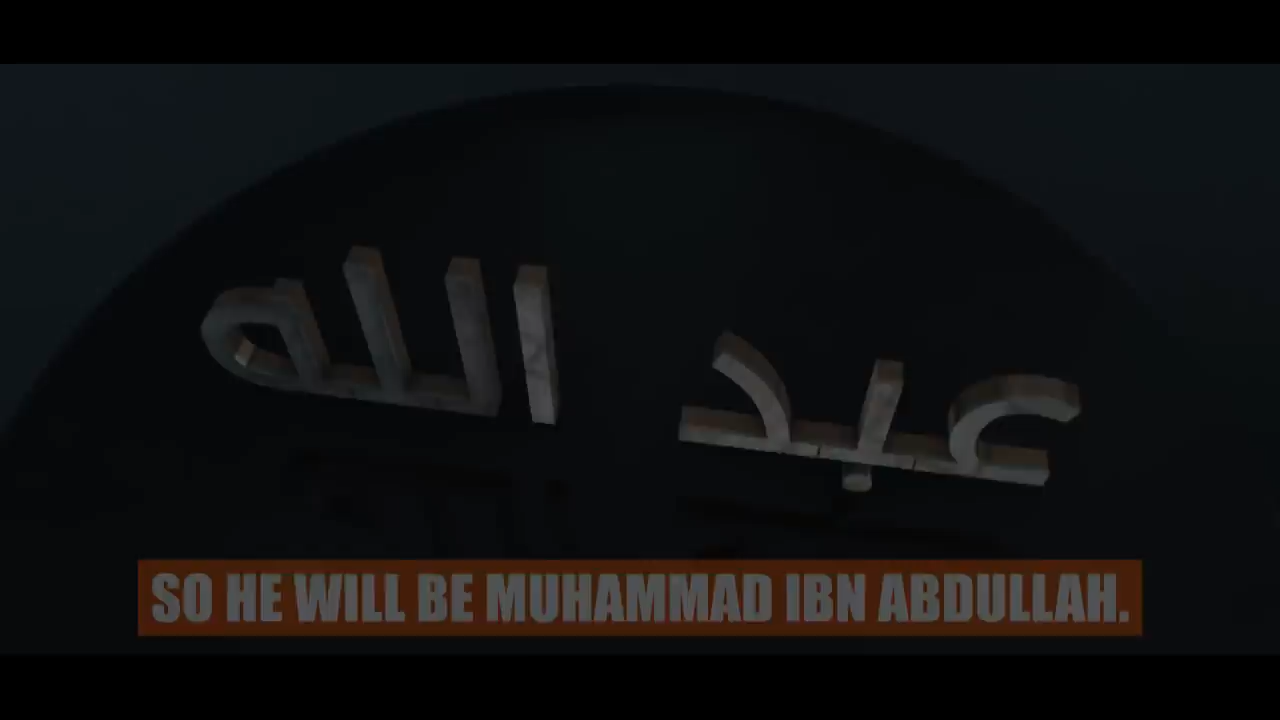 عبد الله
SO HE WILL BE MUHAMMAD IBN ABDULLAH.